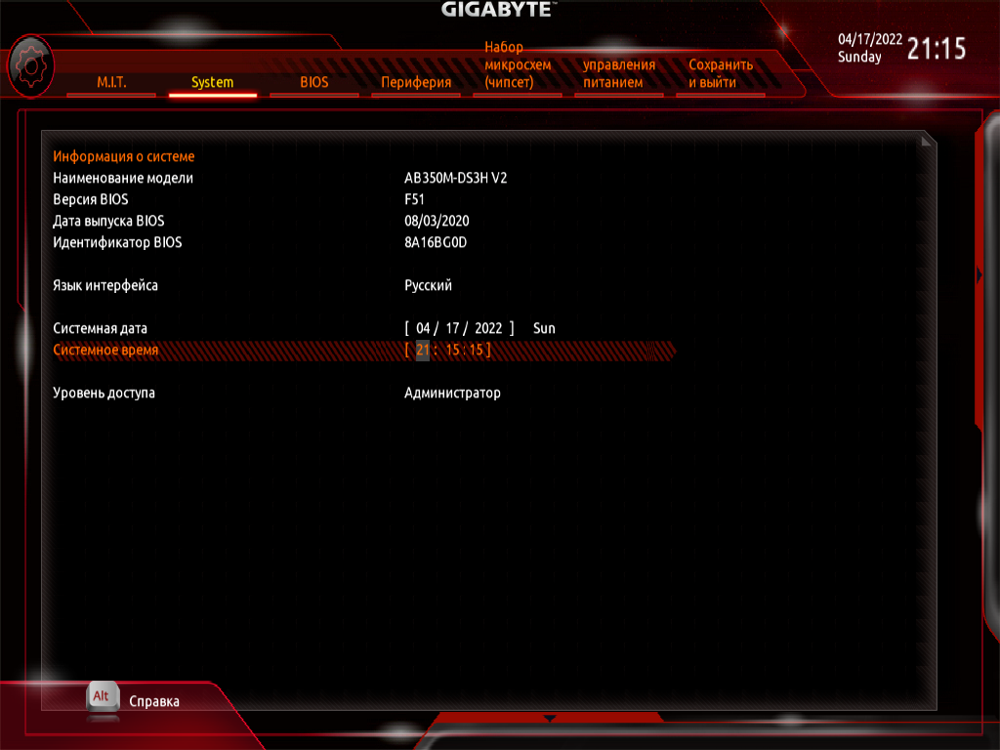 GIGABYTE™
04/17/2022
Sunday
21:15
M.I.T.
System
BIOS
Периферия
Набор
микросхем
(чипсет)
управления
питанием
Сохранить
и выйти
Информация о системе
Наименование модели AB350M-DS3H V2
Версия BIOS F51
Дата выпуска BIOS 08/03/2020
Идентификатор BIOS 8A16BG0D
Язык интерфейса Русский
Системная дата [ 04 / 17 / 2022 ] Sun
Системное время [ 21 : 15 : 15 ]
Уровень доступа Администратор
Alt Справка